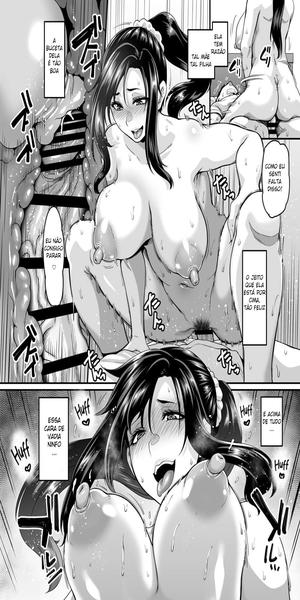 ELA
TEM
RAZÃO
TAL MÃE
TAL FILHA
A
BUCETA
DELA
É TÃO
BOA
COMO EU
SENTI
FALTA
DISSO!
EU NÃO
CONSIGO
PARAR
♡
O JEITO
QUE ELA
ESTÁ POR
CIMA,
TÃO FELIZ
E ACIMA
DE TUDO
...
Huff
Huff
ESSA
CARA DE
VADIA
NINFO
...
Huff
Huff